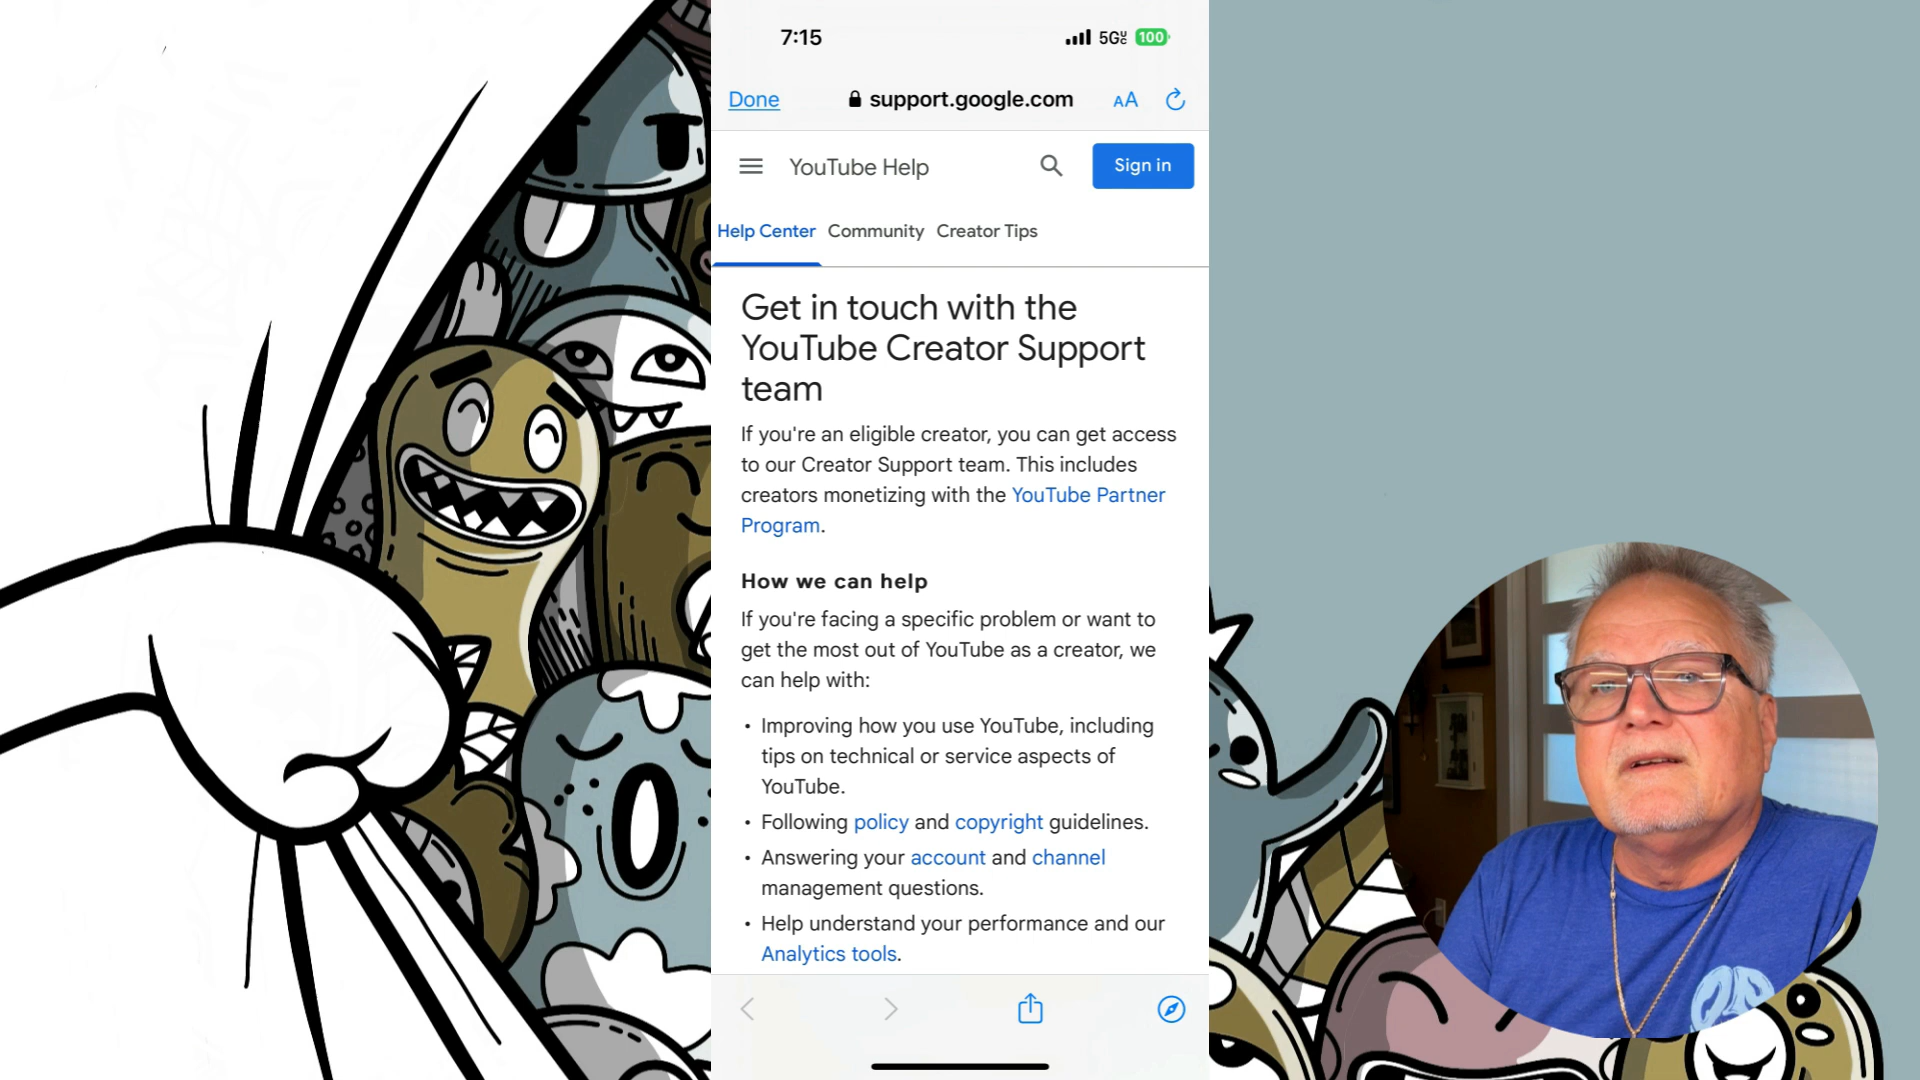 7:15
5G 100
Done
support.google.com
AA
YouTube Help
Sign in
Help Center Community Creator Tips
Get in touch with the
YouTube Creator Support
team
If you're an eligible creator, you can get access
to our Creator Support team. This includes
creators monetizing with the YouTube Partner
Program.
How we can help
If you're facing a specific problem or want to
get the most out of YouTube as a creator, we
can help with:
• Improving how you use YouTube, including
tips on technical or service aspects of
YouTube.
• Following policy and copyright guidelines.
• Answering your account and channel
management questions.
• Help understand your performance and our
Analytics tools.